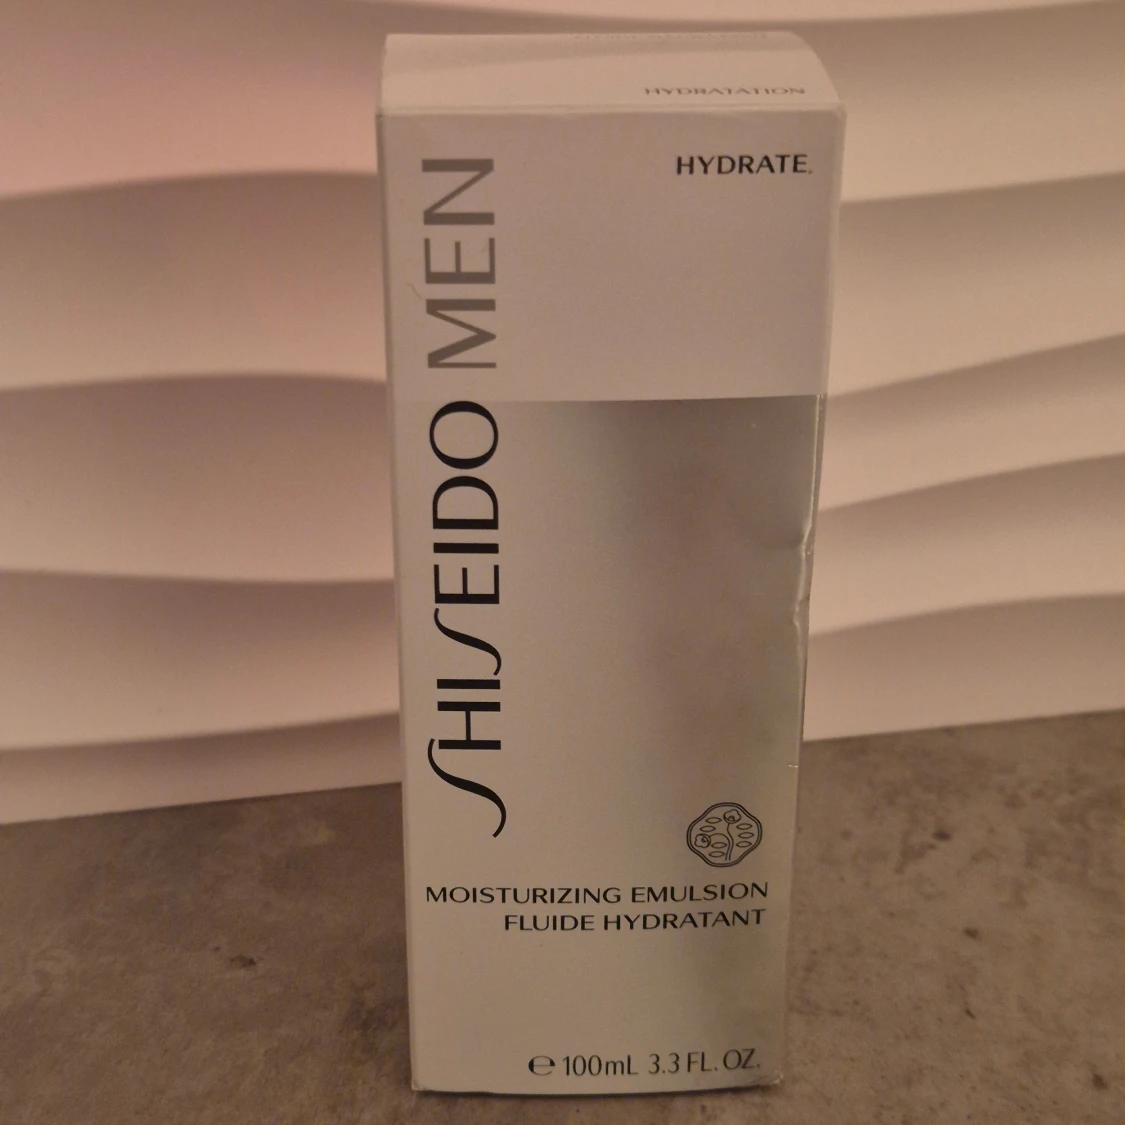 HYDRATATION
HYDRATE.
SHISEIDO MEN
MOISTURIZING EMULSION
FLUIDE HYDRATANT
℮ 100mL 3.3 FL. OZ.